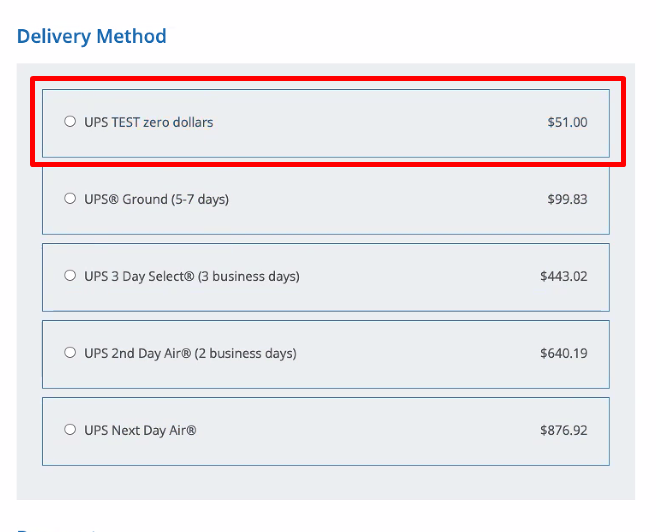 Delivery Method
UPS TEST zero dollars $51.00
UPS® Ground (5-7 days) $99.83
UPS 3 Day Select® (3 business days) $443.02
UPS 2nd Day Air® (2 business days) $640.19
UPS Next Day Air® $876.92